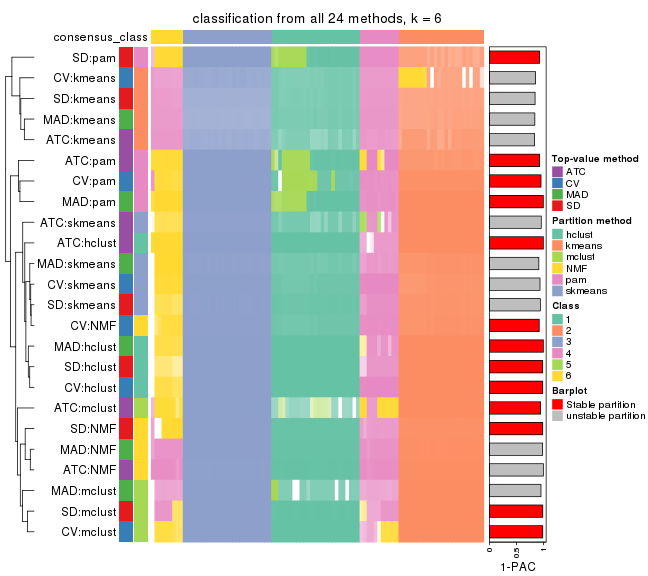 classification from all 24 methods, k = 6
consensus_class
SD:pam
CV:kmeans
SD:kmeans
MAD:kmeans
ATC:kmeans
ATC:pam
CV:pam
MAD:pam
ATC:skmeans
ATC:hclust
MAD:skmeans
CV:skmeans
SD:skmeans
CV:NMF
MAD:hclust
SD:hclust
CV:hclust
ATC:mclust
SD:NMF
MAD:NMF
ATC:NMF
MAD:mclust
SD:mclust
CV:mclust
0
0.5
1
1-PAC
Top-value method
ATC
CV
MAD
SD
Partition method
hclust
kmeans
mclust
NMF
pam
skmeans
Class
1
2
3
4
5
6
Barplot
Stable partition
unstable partition